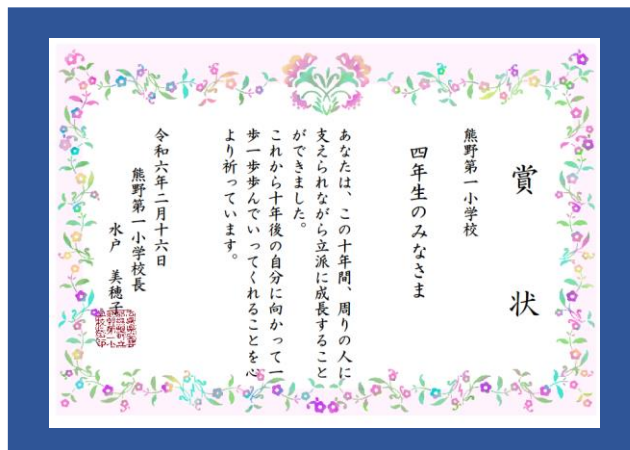 賞状
熊野第一小学校
四年生のみなさま
あなたは、この十年間、周りの人に
支えられながら立派に成長すること
ができました。
これから十年後の自分に向かって一
歩一歩歩んでいってくれることを心
より祈っています。
令和六年二月十六日
熊野第一小学校長
水戸 美穂子